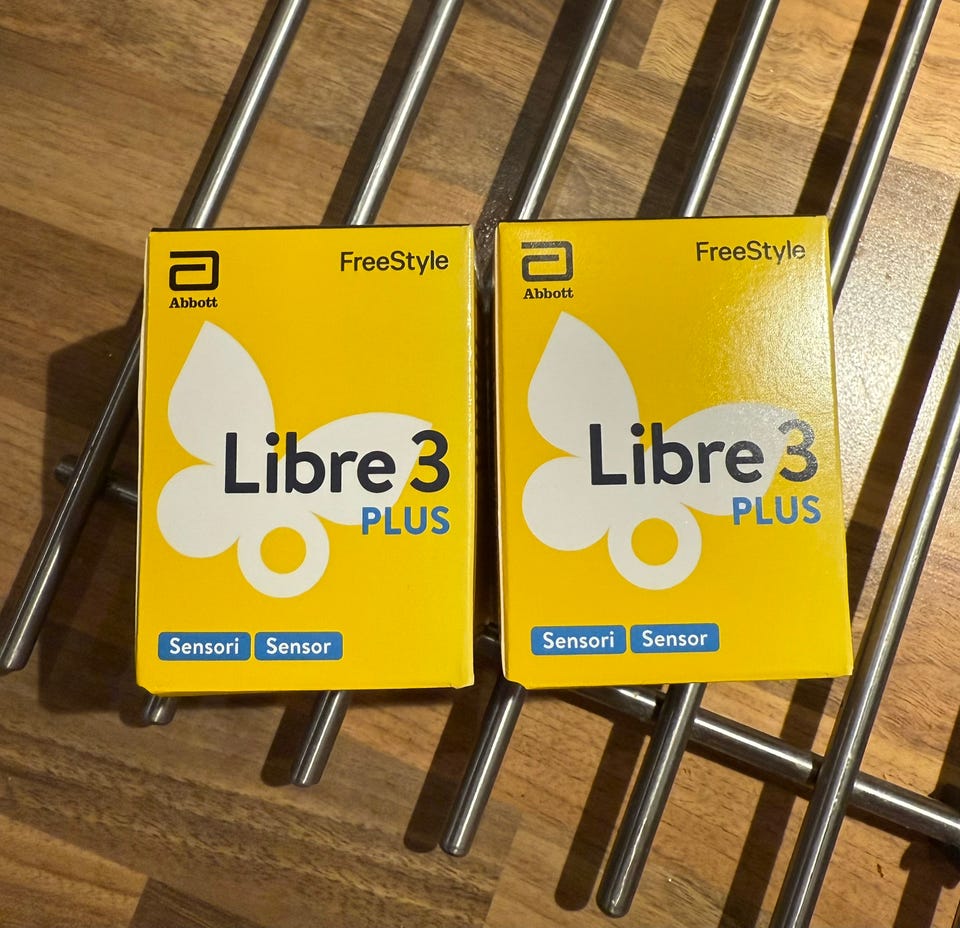 Abbott
FreeStyle
Libre 3
PLUS
Sensori Sensor
Abbott
FreeStyle
Libre 3
PLUS
Sensori Sensor